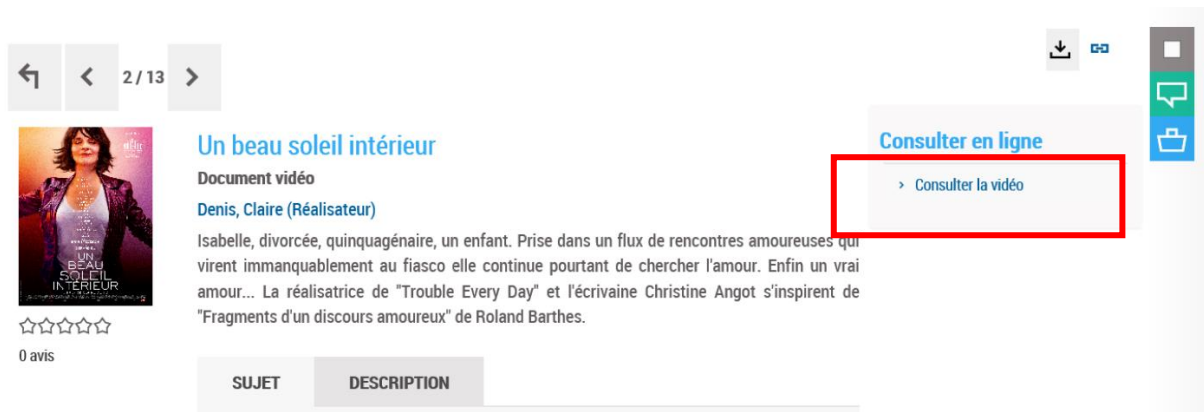 2 / 13
Un beau soleil intérieur
Document vidéo
Denis, Claire (Réalisateur)
Isabelle, divorcée, quinquagénaire, un enfant. Prise dans un flux de rencontres amoureuses qui
virent immanquablement au fiasco elle continue pourtant de chercher l'amour. Enfin un vrai
amour... La réalisatrice de "Trouble Every Day" et l'écrivaine Christine Angot s'inspirent de
"Fragments d'un discours amoureux" de Roland Barthes.
UN
BEAU
SOLEIL
INTÉRIEUR
0 avis
SUJET
DESCRIPTION
Consulter en ligne
› Consulter la vidéo